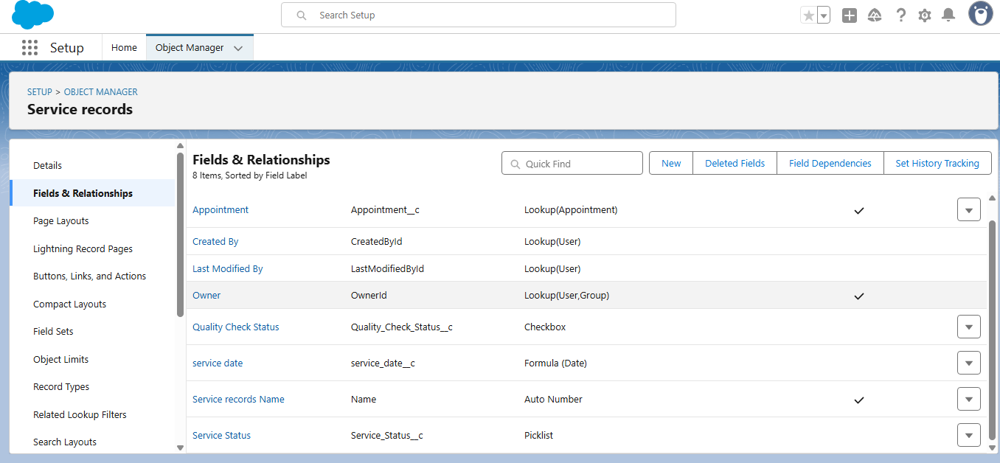 Search Setup
Setup
Home
Object Manager
SETUP > OBJECT MANAGER
Service records
Details
Fields & Relationships
Page Layouts
Lightning Record Pages
Buttons, Links, and Actions
Compact Layouts
Field Sets
Object Limits
Record Types
Related Lookup Filters
Search Layouts
Fields & Relationships
8 Items, Sorted by Field Label
Quick Find
New
Deleted Fields
Field Dependencies
Set History Tracking
Appointment Appointment__c Lookup(Appointment)
Created By CreatedById Lookup(User)
Last Modified By LastModifiedById Lookup(User)
Owner OwnerId Lookup(User,Group)
Quality Check Status Quality_Check_Status__c Checkbox
service date service_date__c Formula (Date)
Service records Name Name Auto Number
Service Status Service_Status__c Picklist